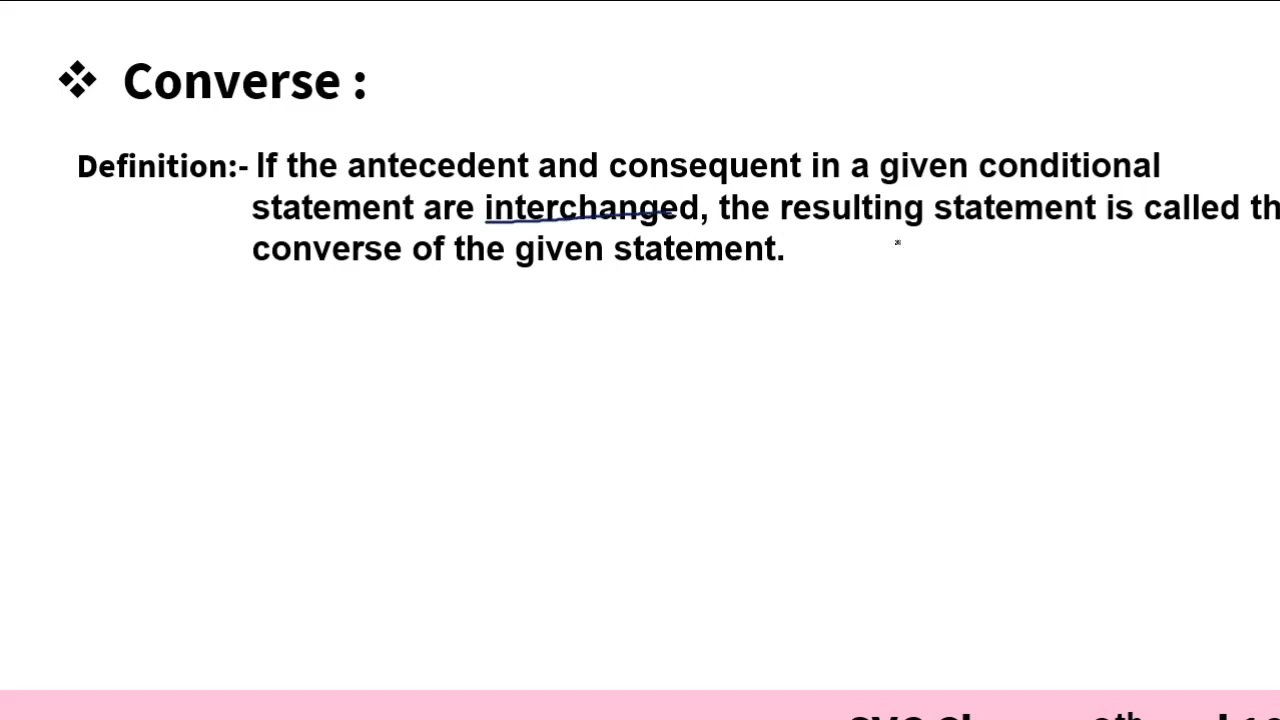 ❖ Converse :
Definition:- If the antecedent and consequent in a given conditional
statement are interchanged, the resulting statement is called th
converse of the given statement.